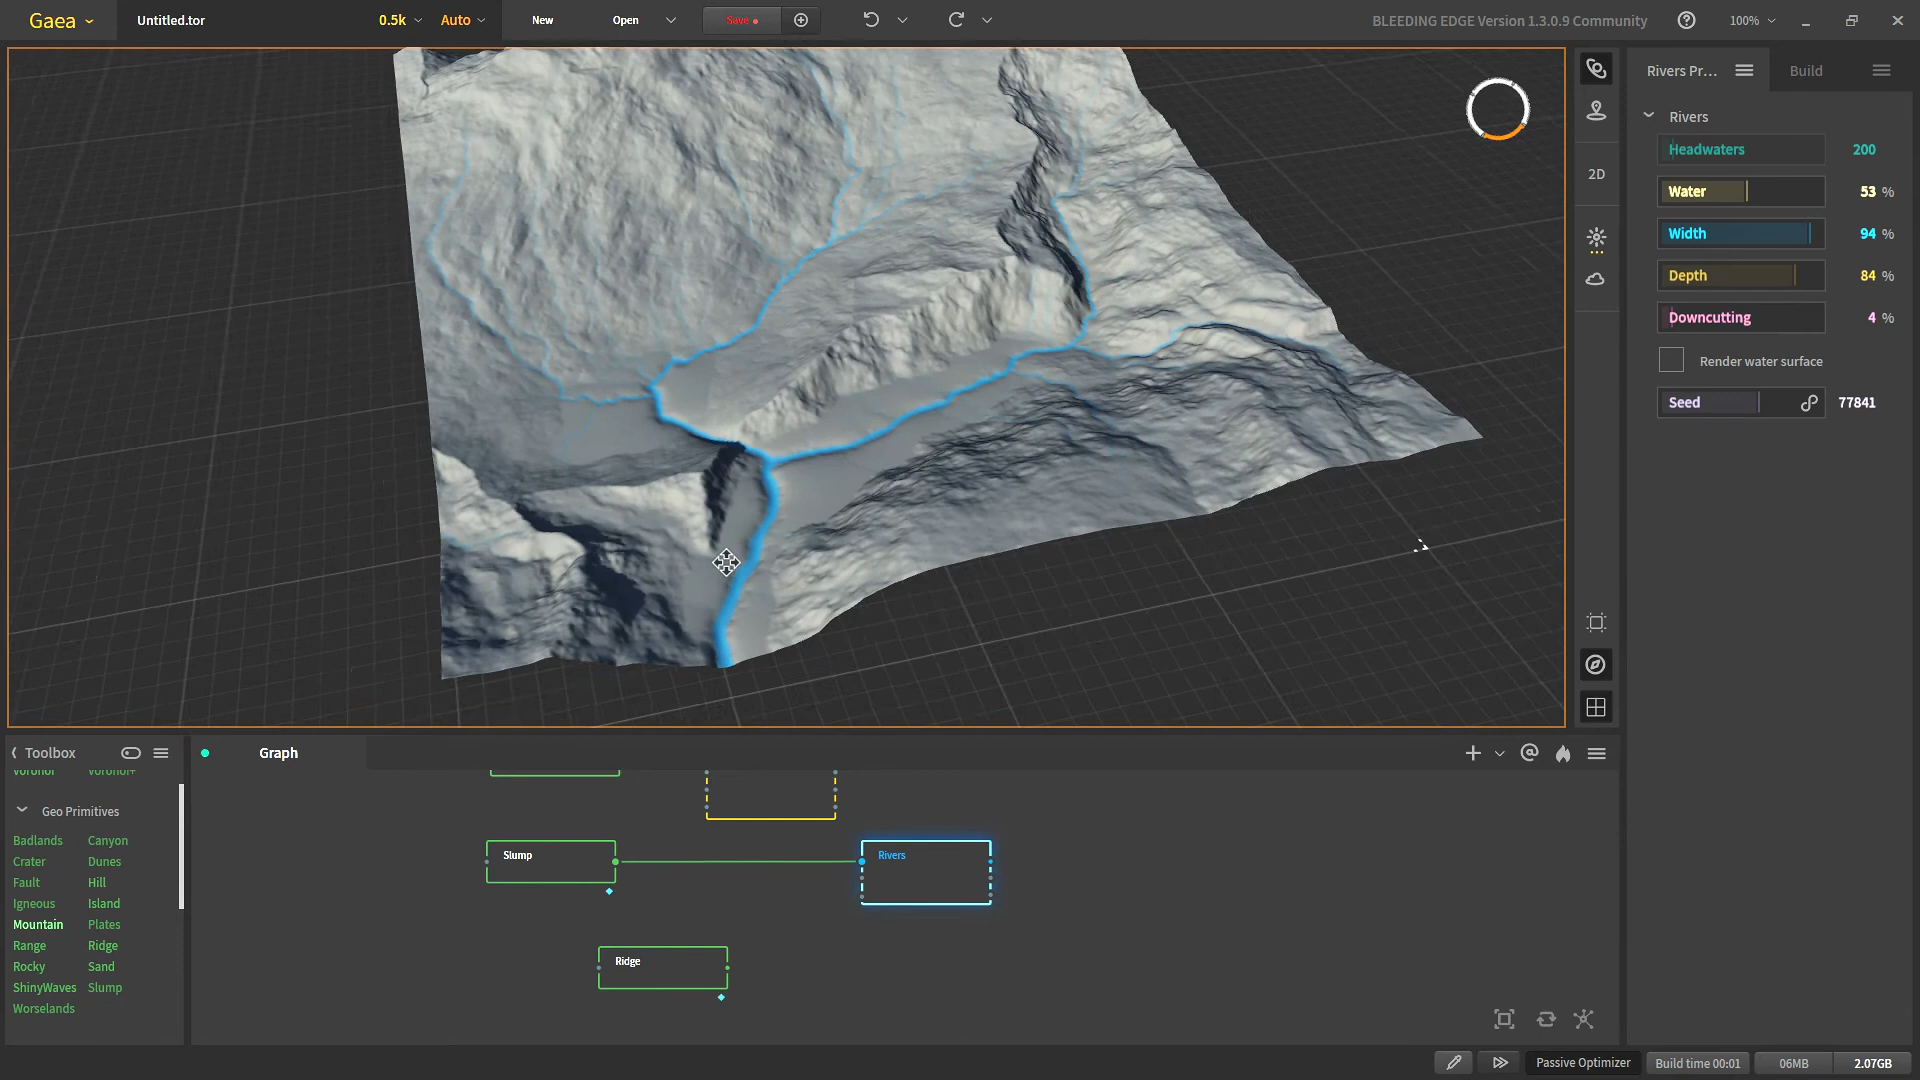 Gaea
Untitled.tor
0.5k
Auto
New
Open
Save
BLEEDING EDGE Version 1.3.0.9 Community
100%
Rivers Pr...
Build
Rivers
Headwaters 200
Water 53 %
Width 94 %
Depth 84 %
Downcutting 4 %
Render water surface
Seed 77841
2D
Toolbox
Graph
Voronoi Voronoi+
Geo Primitives
Badlands Canyon
Crater Dunes
Fault Hill
Igneous Island
Mountain Plates
Range Ridge
Rocky Sand
ShinyWaves Slump
Worselands
Slump
Rivers
Ridge
Passive Optimizer
Build time 00:01
06MB
2.07GB